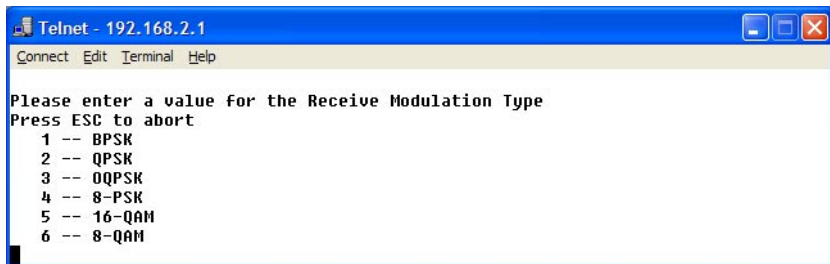 Telnet - 192.168.2.1
Connect Edit Terminal Help
Please enter a value for the Receive Modulation Type
Press ESC to abort
1 -- BPSK
2 -- QPSK
3 -- OQPSK
4 -- 8-PSK
5 -- 16-QAM
6 -- 8-QAM